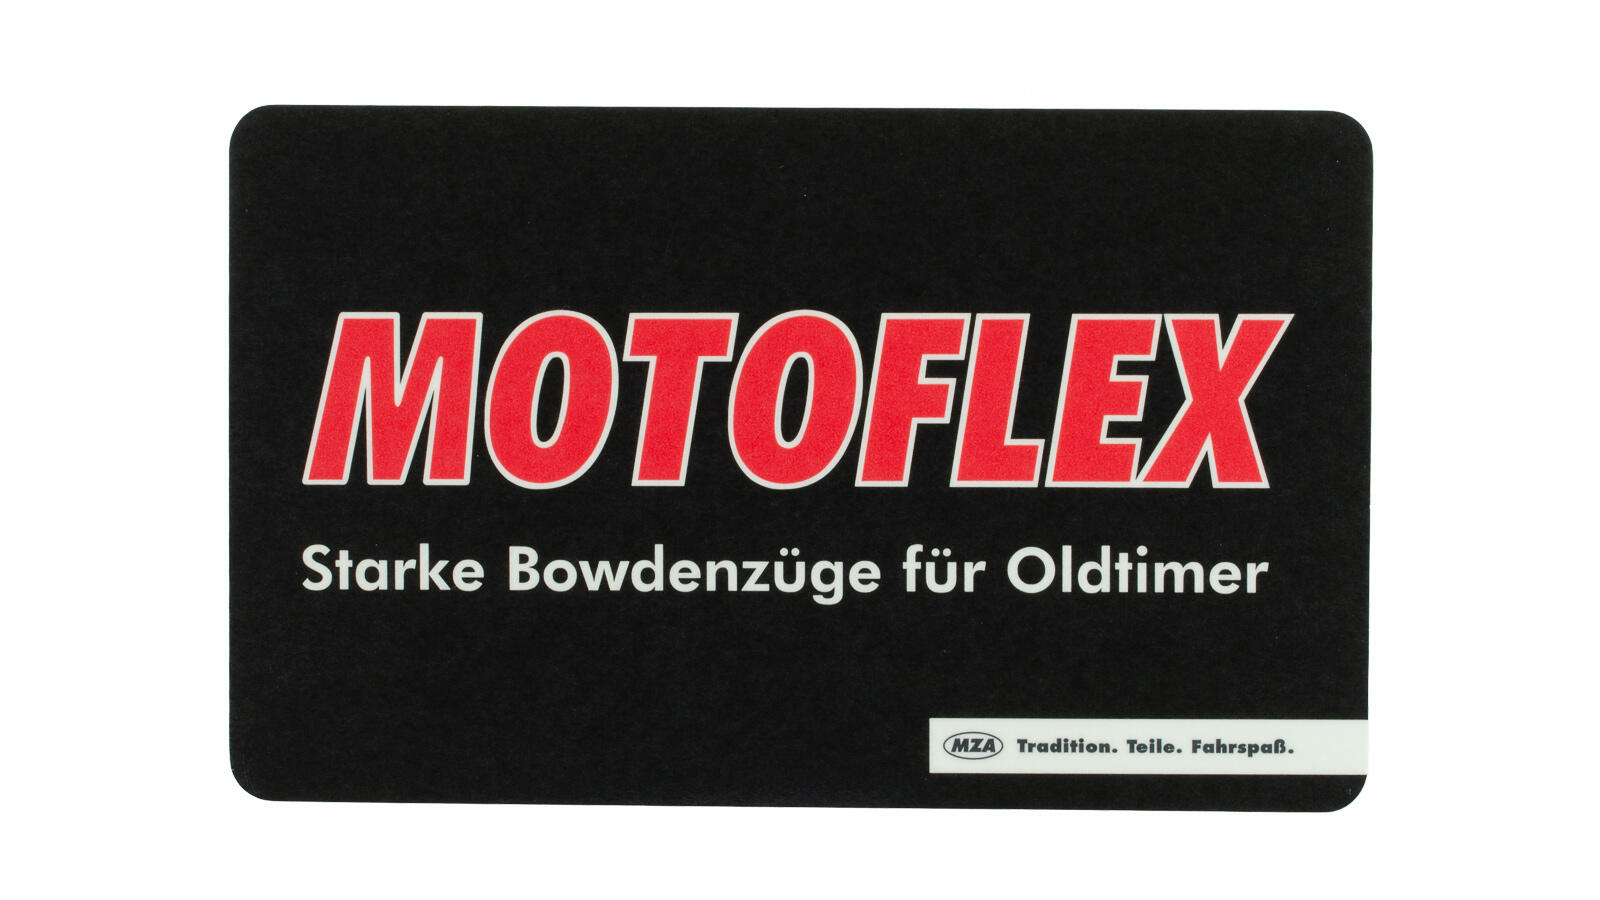 MOTOFLEX
Starke Bowdenzüge für Oldtimer
MZA Tradition. Teile. Fahrspaß.